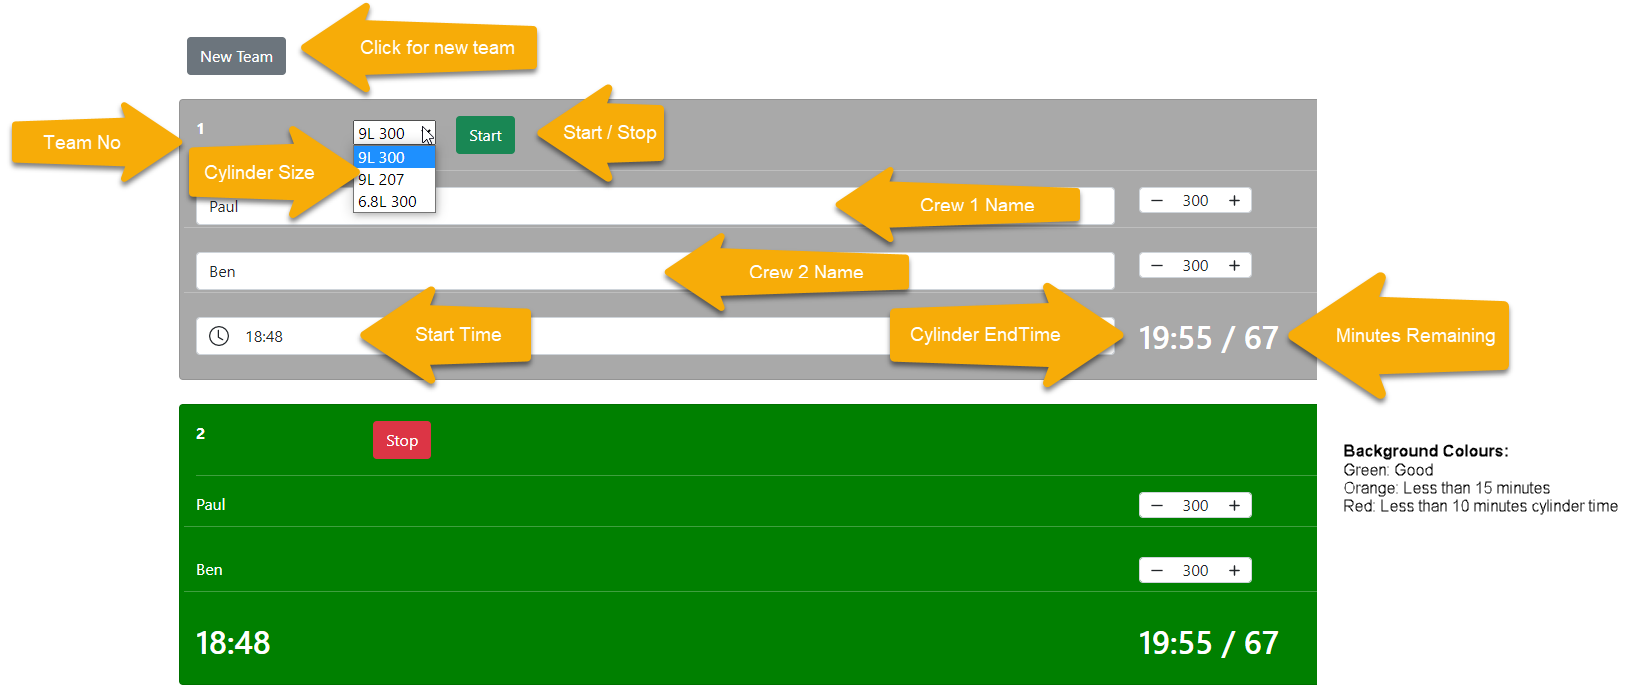 New Team
Click for new team
Team No
1
9L 300
Start
Start / Stop
Cylinder Size
9L 300
9L 207
6.8L 300
Paul
Crew 1 Name
300
Ben
Crew 2 Name
300
18:48
Start Time
Cylinder EndTime
19:55 / 67
Minutes Remaining
2
Stop
Paul
300
Ben
300
18:48
19:55 / 67
Background Colours:
Green: Good
Orange: Less than 15 minutes
Red: Less than 10 minutes cylinder time